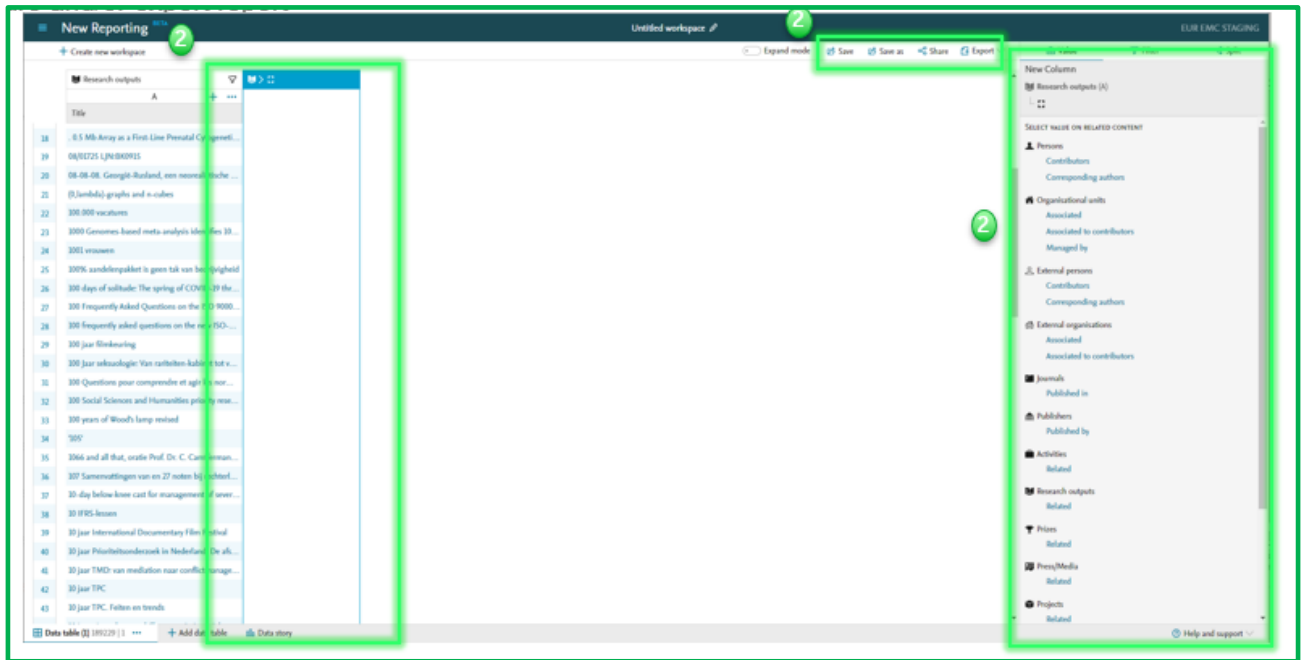 New Reporting BETA
Untitled workspace
EUR EMC STAGING
2
2
Create new workspace
Expand mode
Save
Save as
Share
Export
Research outputs
A
Title
18 . 0.5 Mb Array as a First-Line Prenatal Cytogeneti...
19 08/01725 LJN:BK0915
20 08-08-08. Georgië-Rusland, een neorealistische ...
21 (0,lambda)-graphs and n-cubes
22 100.000 vacatures
23 1000 Genomes-based meta-analysis identifies 10...
24 1001 vrouwen
25 100% aandelenpakket is geen tak van bedrijvigheid
26 100 days of solitude: The spring of COVID-19 thr...
27 100 Frequently Asked Questions on the ISO 9000...
28 100 frequently asked questions on the new ISO-...
29 100 jaar filmkeuring
30 100 Jaar seksuologie: Van rariteiten-kabinet tot v...
31 100 Questions pour comprendre et agir les nor...
32 100 Social Sciences and Humanities priority rese...
33 100 years of Wood's lamp revised
34 '105'
35 1066 and all that, oratie Prof. Dr. C.
36 107 Samenvattingen van en 27 noten bij
37 10-day below-knee cast for management of sever...
38 10 IFRS-lessen
39 10 jaar International Documentary Film Festival
40 10 jaar Prioriteitsonderzoek in Nederland. De afs...
41 10 jaar TMD: van mediation naar conflictmanage...
42 10 jaar TPC
43 10 jaar TPC. Feiten en trends
Data table (1) 189229 | 1
Add data table
Data story
New Column
Research outputs (A)
SELECT VALUE ON RELATED CONTENT
Persons
Contributors
Corresponding authors
Organisational units
Associated
Associated to contributors
Managed by
2
External persons
Contributors
Corresponding authors
External organisations
Associated
Associated to contributors
Journals
Published in
Publishers
Published by
Activities
Related
Research outputs
Related
Prizes
Related
Press/Media
Related
Projects
Related
Help and support